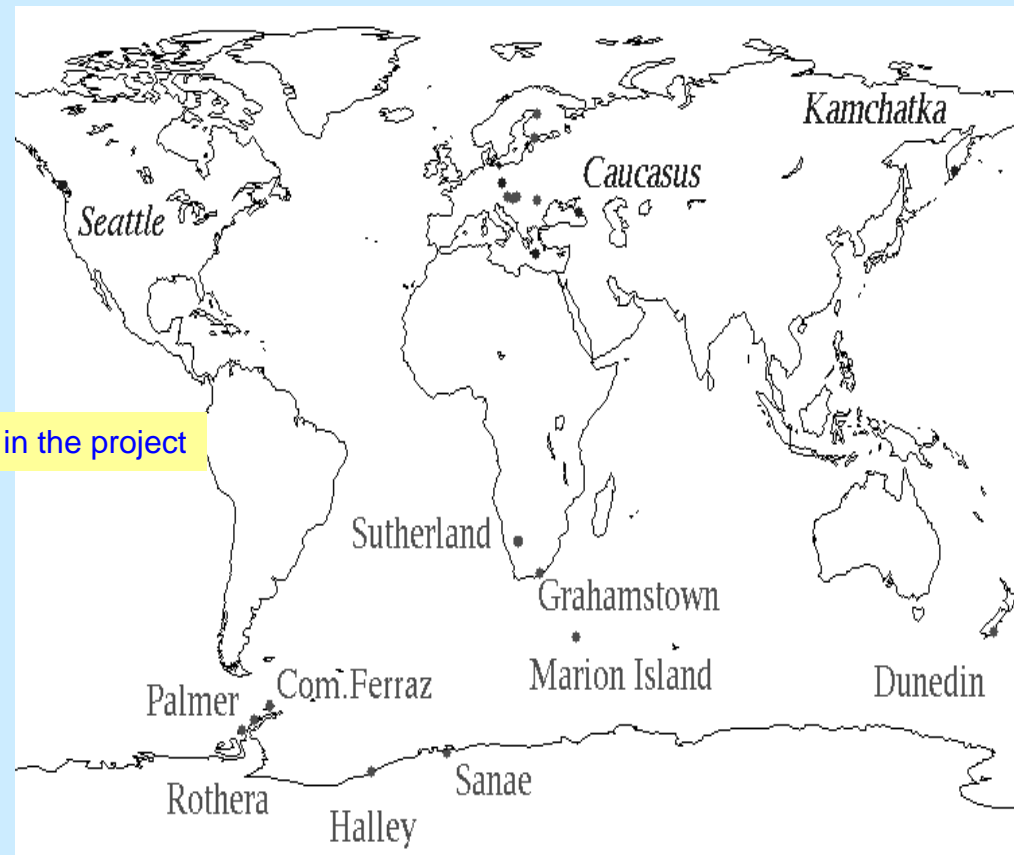 Kamchatka
Caucasus
Seattle
in the project
Sutherland
Grahamstown
Marion Island
Dunedin
Com.Ferraz
Palmer
Sanae
Rothera
Halley